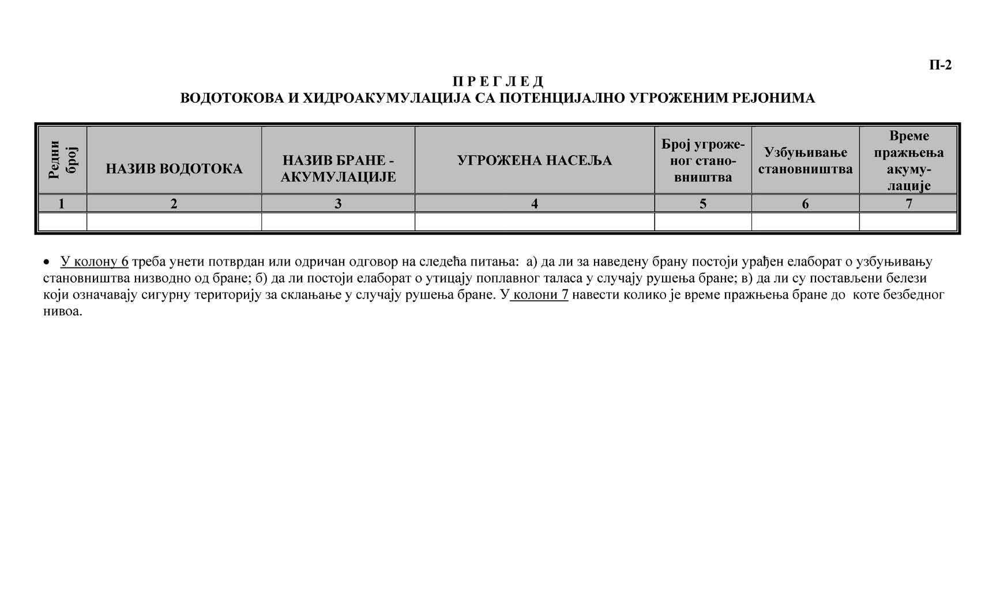 П-2
П Р Е Г Л Е Д
ВОДОТОКОВА И ХИДРОАКУМУЛАЦИЈА СА ПОТЕНЦИЈАЛНО УГРОЖЕНИМ РЕЈОНИМА
Редни
број
НАЗИВ ВОДОТОКА
НАЗИВ БРАНЕ -
АКУМУЛАЦИЈЕ
УГРОЖЕНА НАСЕЉА
Број угроже-
ног стано-
вништва
Узбуњивање
становништва
Време
пражњења
акуму-
лације
1 2 3 4 5 6 7
• У колону 6 треба унети потврдан или одричан одговор на следећа питања: а) да ли за наведену брану постоји урађен елаборат о узбуњивању
становништва низводно од бране; б) да ли постоји елаборат о утицају поплавног таласа у случају рушења бране; в) да ли су постављени белези
који означавају сигурну територију за склањање у случају рушења бране. У колони 7 навести колико је време пражњења бране до коте безбедног
нивоа.